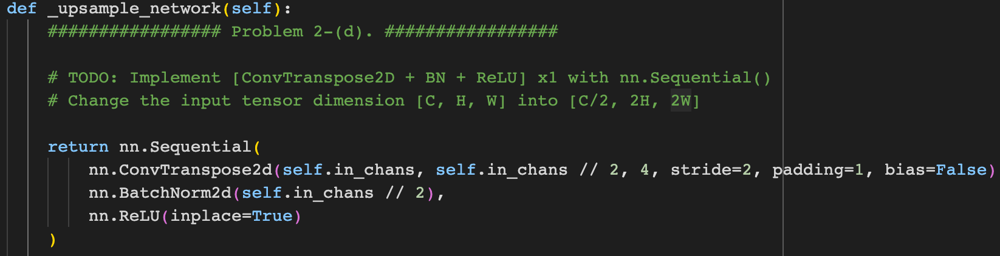 def _upsample_network(self):
################# Problem 2-(d). #################
# TODO: Implement [ConvTranspose2D + BN + ReLU] x1 with nn.Sequential()
# Change the input tensor dimension [C, H, W] into [C/2, 2H, 2W]
return nn.Sequential(
nn.ConvTranspose2d(self.in_chans, self.in_chans // 2, 4, stride=2, padding=1, bias=False)
nn.BatchNorm2d(self.in_chans // 2),
nn.ReLU(inplace=True)
)